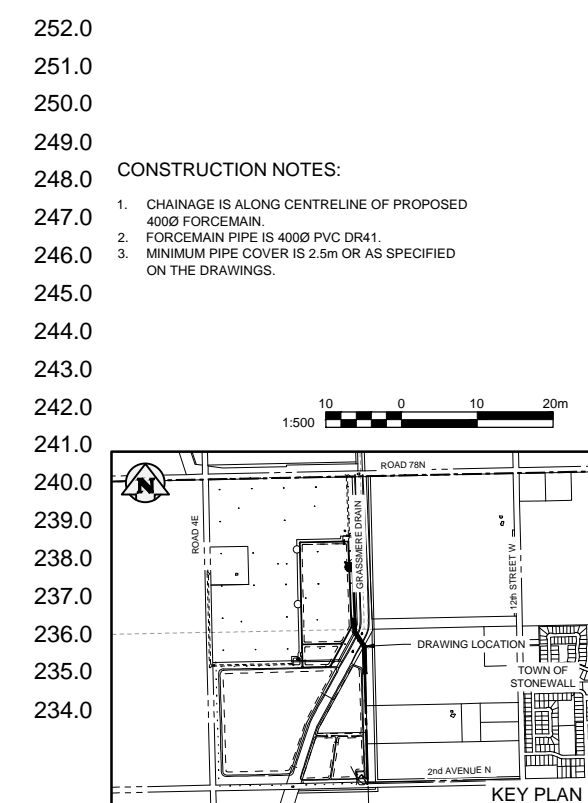 252.0
251.0
250.0
249.0
248.0
247.0
246.0
245.0
244.0
243.0
242.0
241.0
240.0
239.0
238.0
237.0
236.0
235.0
234.0
CONSTRUCTION NOTES:
1. CHAINAGE IS ALONG CENTRELINE OF PROPOSED
400Ø FORCEMAIN.
2. FORCEMAIN PIPE IS 400Ø PVC DR41.
3. MINIMUM PIPE COVER IS 2.5m OR AS SPECIFIED
ON THE DRAWINGS.
10 0 10 20m
1:500
N
ROAD 78N
ROAD 4E
GRASSMERE DRAIN
12th STREET W
DRAWING LOCATION
TOWN OF
STONEWALL
2nd AVENUE N
KEY PLAN